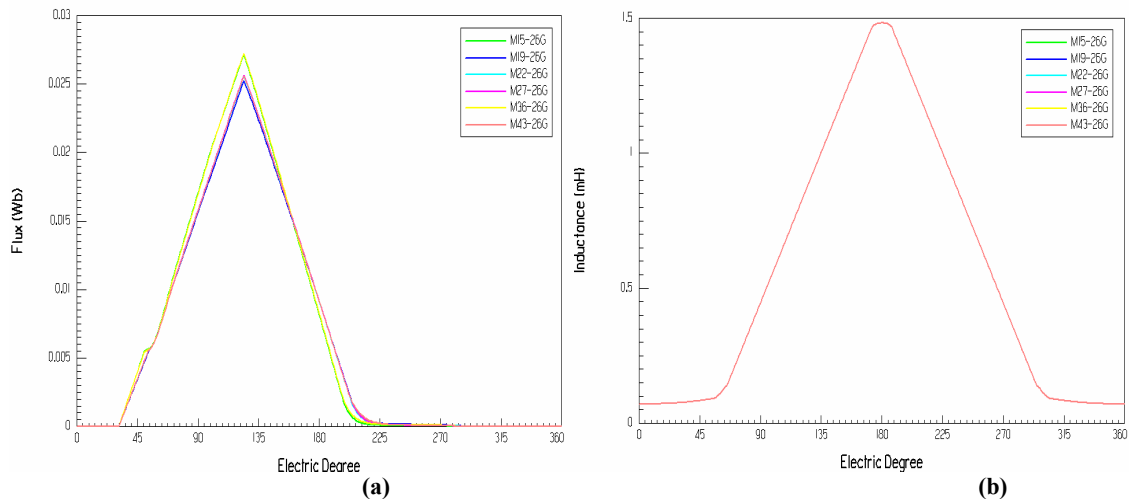 0.03
0.025
0.02
0.015
0.01
0.005
0
Flux (Wb)
M15-26G
M19-26G
M22-26G
M27-26G
M36-26G
M43-26G
0 45 90 135 180 225 270 315 360
Electric Dearee
(a)
1.5
1
0.5
0
Inductance (mH)
M15-26G
M19-26G
M22-26G
M27-26G
M36-26G
M43-26G
0 45 90 135 180 225 270 315 360
Electric Degree
(b)